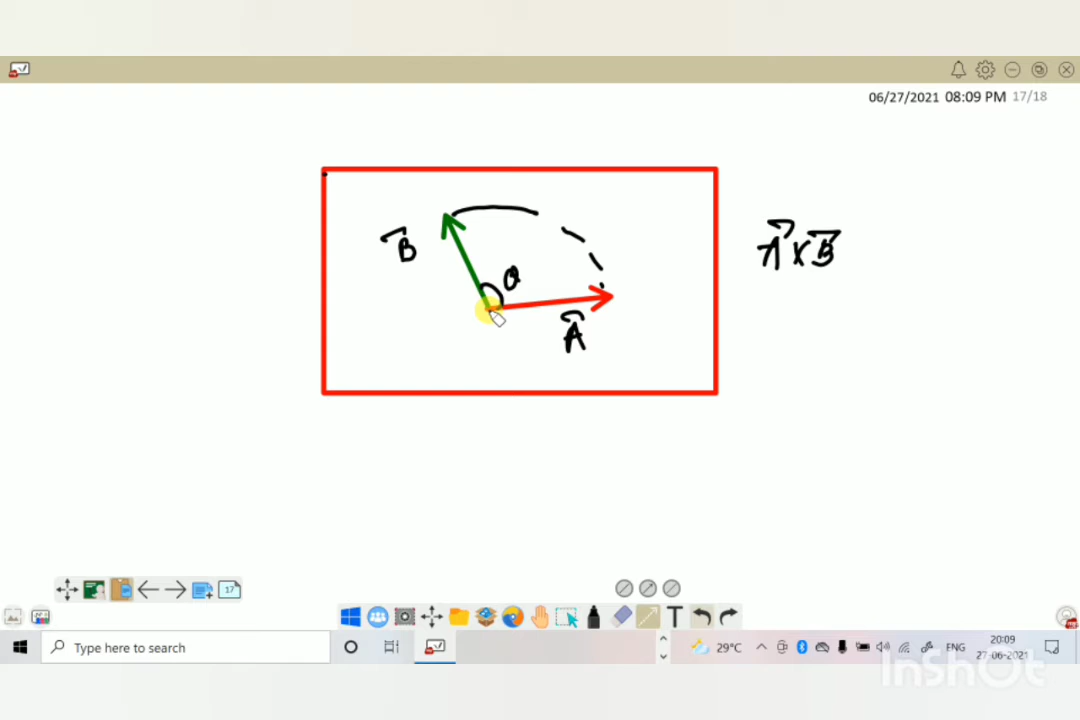 06/27/2021 08:09 PM 17/18
B
θ
A
A × B
17
T
Type here to search
29°C
ENG
20:09
27-06-2021
InShOt